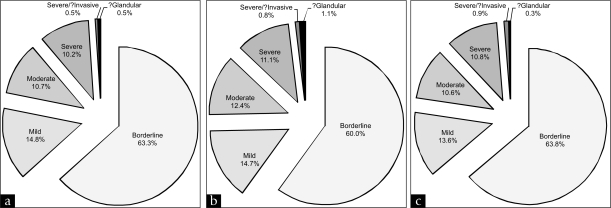 Severe/?Invasive
0.5%
?Glandular
0.5%
Severe
10.2%
Moderate
10.7%
Mild
14.8%
Borderline
63.3%
a
Severe/?Invasive
0.8%
?Glandular
1.1%
Severe
11.1%
Moderate
12.4%
Mild
14.7%
Borderline
60.0%
b
Severe/?Invasive
0.9%
?Glandular
0.3%
Severe
10.8%
Moderate
10.6%
Mild
13.6%
Borderline
63.8%
c